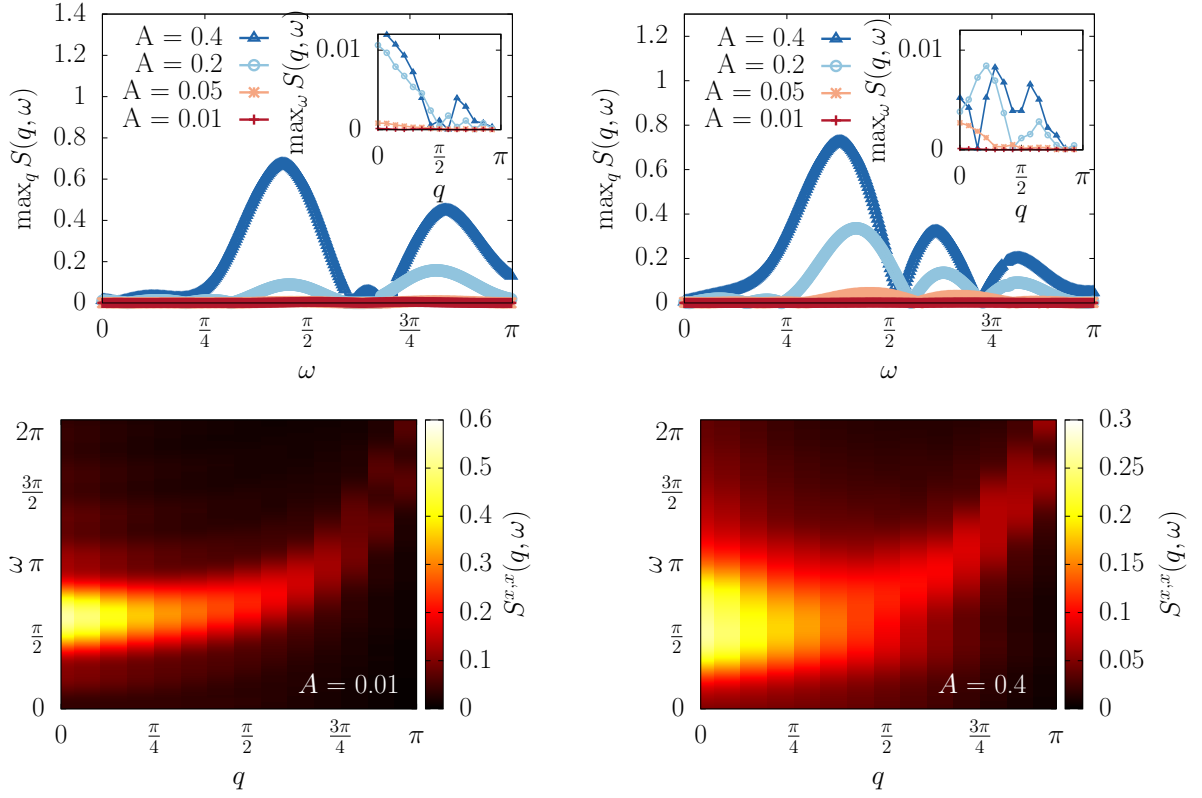 1.4
1.2
1
0.8
0.6
0.4
0.2
0
max_q S(q, ω)
A = 0.4
A = 0.2
A = 0.05
A = 0.01
0.01
0
max_ω S(q, ω)
0 π/2 π
q
0 π/4 π/2 3π/4 π
ω
1.2
1
0.8
0.6
0.4
0.2
0
max_q S(q, ω)
A = 0.4
A = 0.2
A = 0.05
A = 0.01
0.01
0
max_ω S(q, ω)
0 π/2 π
q
0 π/4 π/2 3π/4 π
ω
2π
3π/2
π
π/2
0
ω
A = 0.01
0 π/4 π/2 3π/4 π
q
0.6
0.5
0.4
0.3
0.2
0.1
0
S^{x,x}(q, ω)
2π
3π/2
π
π/2
0
ω
A = 0.4
0 π/4 π/2 3π/4 π
q
0.3
0.25
0.2
0.15
0.1
0.05
0
S^{x,x}(q, ω)